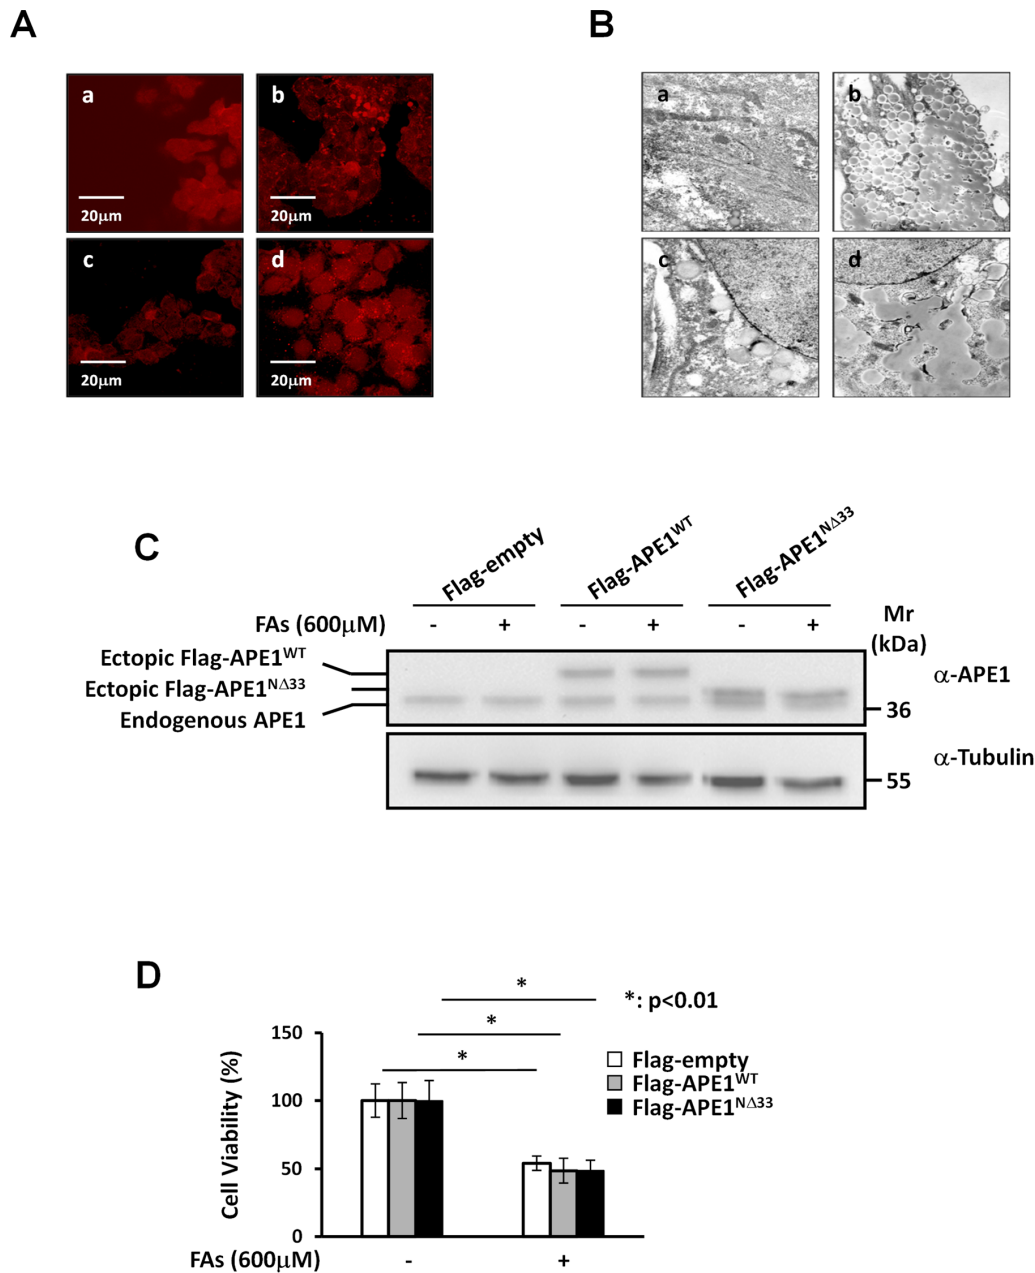 A
B
a
20μm
b
20μm
c
20μm
d
20μm
a
b
c
d
C
Flag-empty
Flag-APE1ᵂᵀ
Flag-APE1ᴺΔ³³
FAs (600μM)
- + - + - +
Mr
(kDa)
Ectopic Flag-APE1ᵂᵀ
Ectopic Flag-APE1ᴺΔ³³
Endogenous APE1
α-APE1
36
α-Tubulin
55
D
*
*
*
*: p<0.01
Flag-empty
Flag-APE1ᵂᵀ
Flag-APE1ᴺΔ³³
Cell Viability (%)
150
100
50
0
FAs (600μM) - +